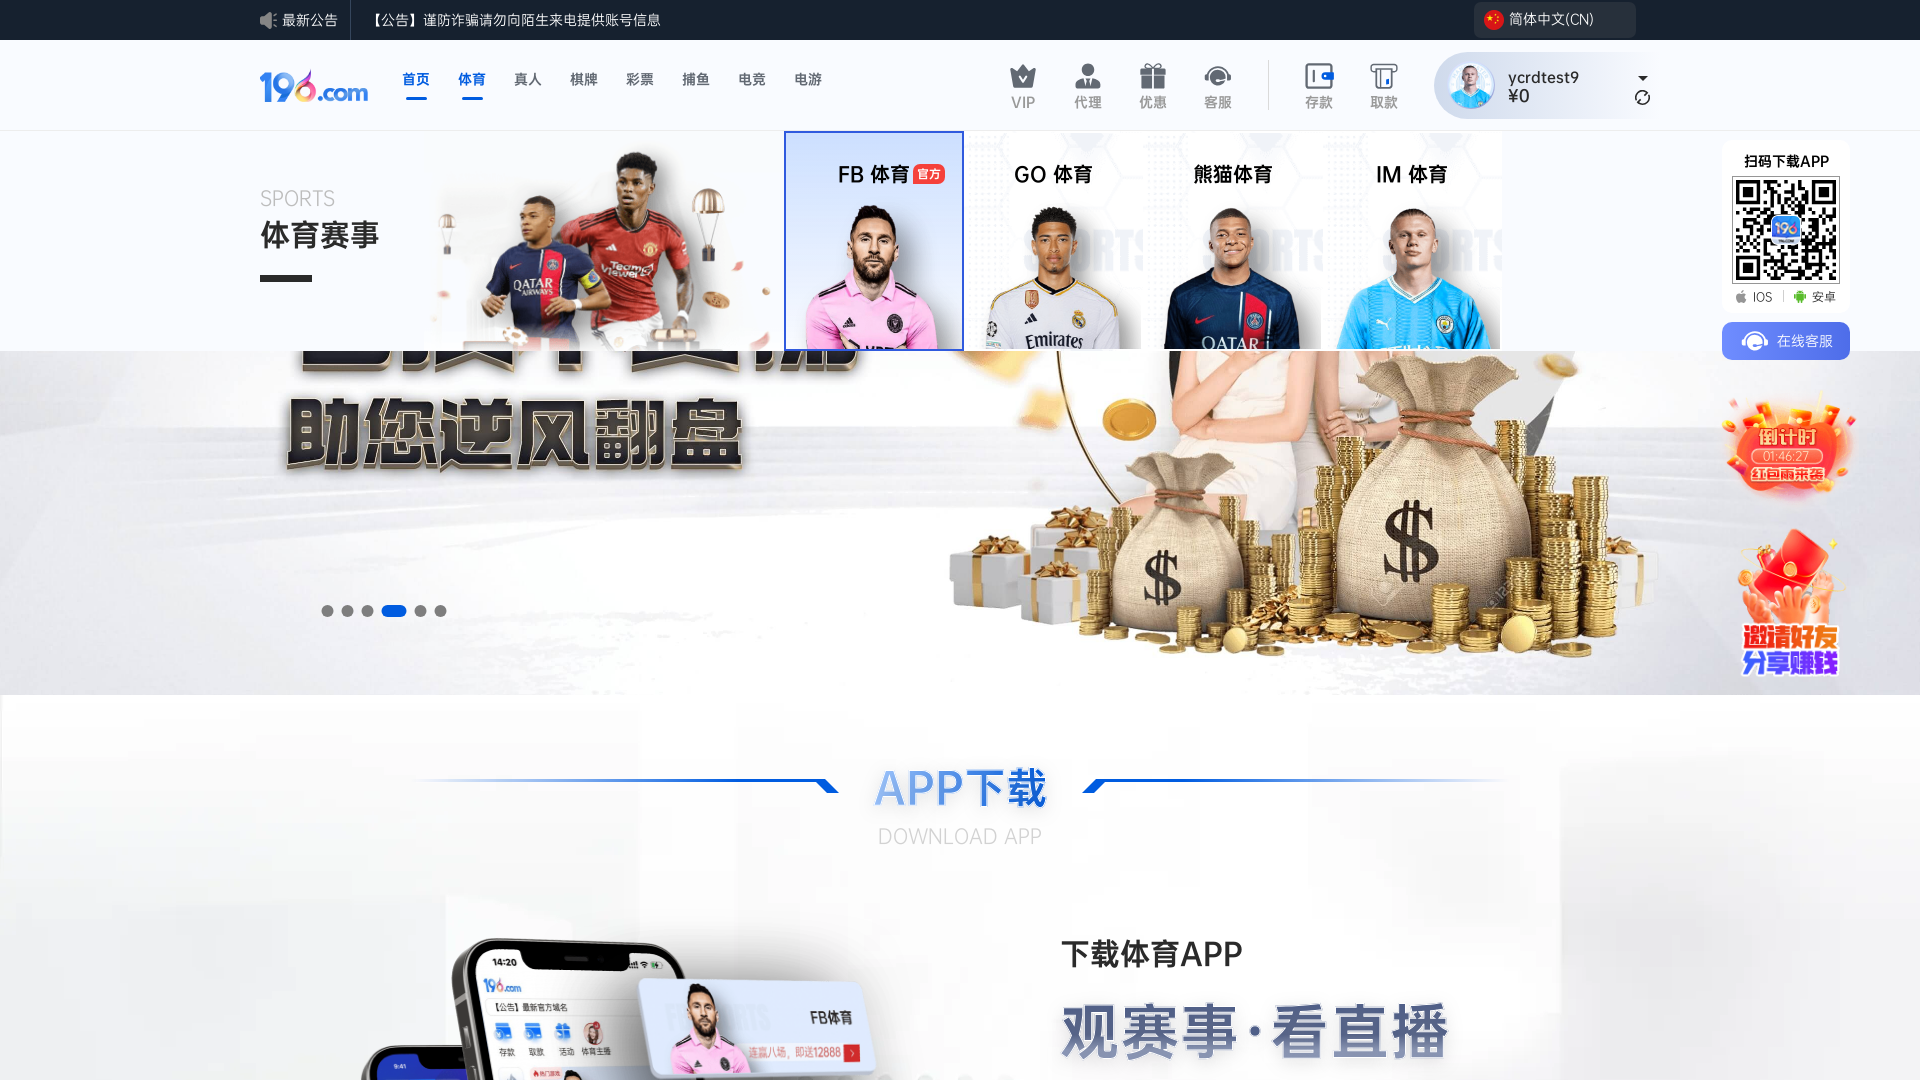 最新公告
【公告】谨防诈骗请勿向陌生来电提供账号信息
简体中文(CN)
196.com
首页
体育
真人
棋牌
彩票
捕鱼
电竞
电游
VIP
代理
优惠
客服
存款
取款
ycrdtest9
¥0
SPORTS
体育赛事
FB 体育
官方
GO 体育
熊猫体育
IM 体育
扫码下载APP
IOS
安卓
在线客服
助您逆风翻盘
倒计时
01:46:27
红包雨来袭
邀请好友
分享赚钱
APP下载
DOWNLOAD APP
14:20
196.com
【公告】最新官方域名
存款
取款
活动
体育主播
热门游戏
9:41
FB体育
连赢八场，即送12888
下载体育APP
观赛事·看直播